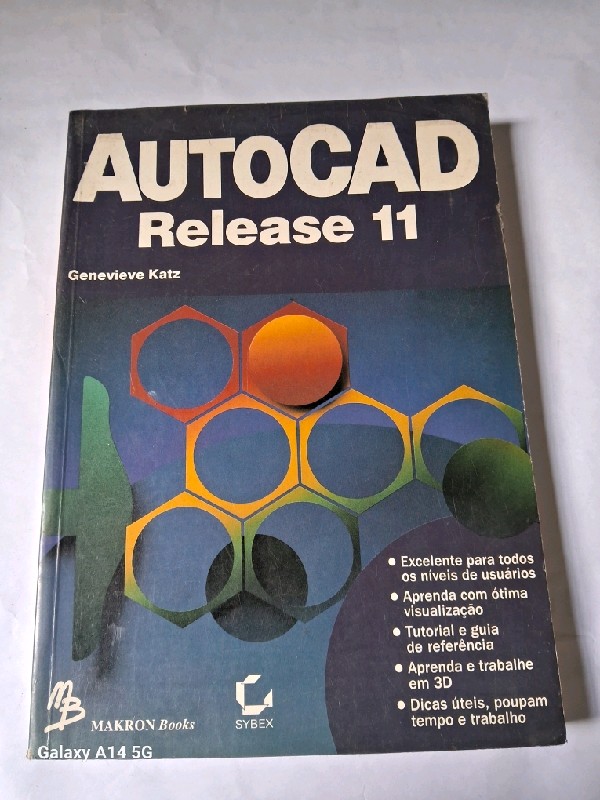 AUTOCAD
Release 11
Genevieve Katz
• Excelente para todos
os níveis de usuários
• Aprenda com ótima
visualização
• Tutorial e guia
de referência
• Aprenda e trabalhe
em 3D
• Dicas úteis, poupam
tempo e trabalho
MB
MAKRON Books
SYBEX
Galaxy A14 5G